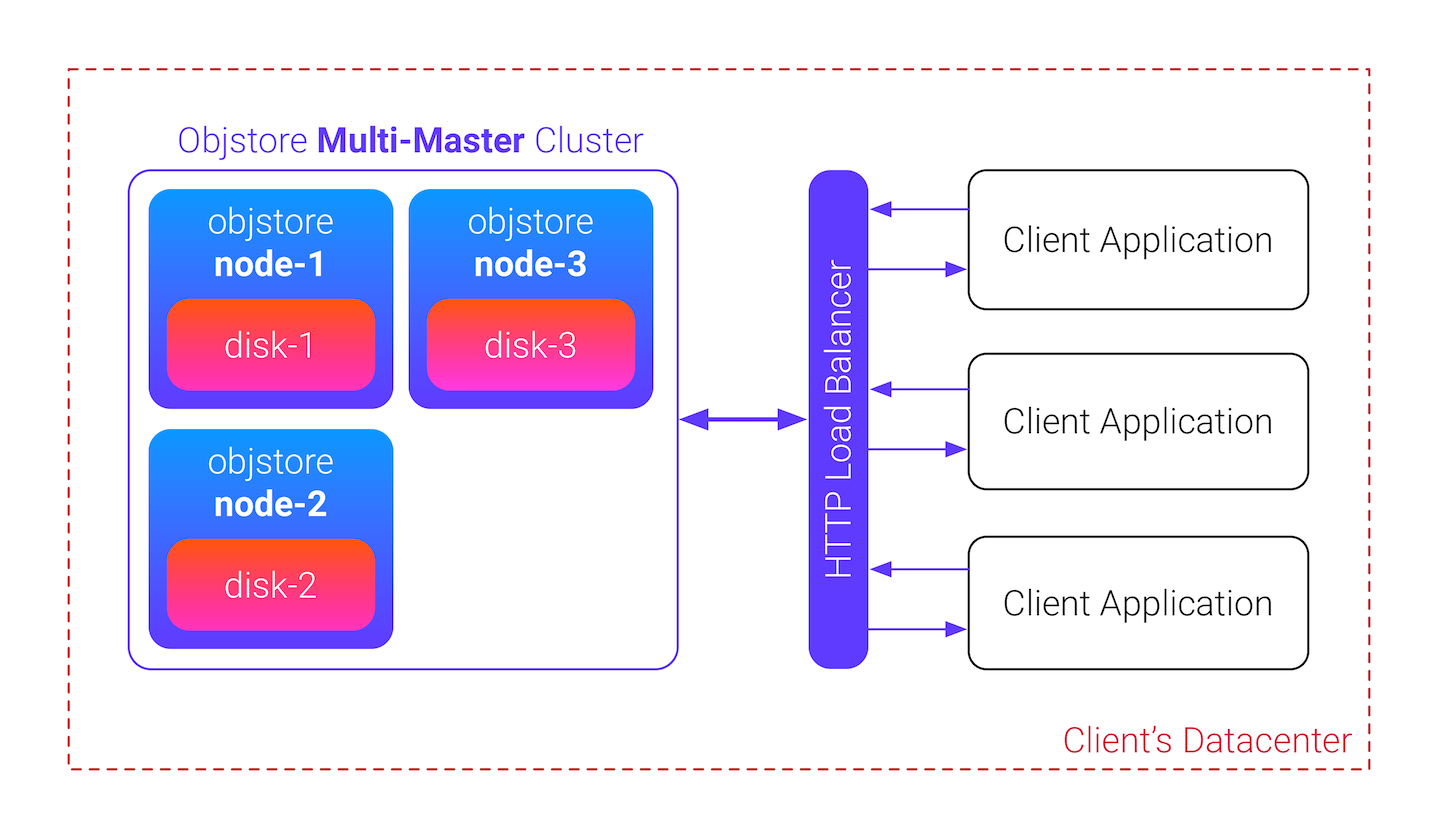 Objstore Multi-Master Cluster
objstore
node-1
disk-1
objstore
node-3
disk-3
objstore
node-2
disk-2
HTTP Load Balancer
Client Application
Client Application
Client Application
Client’s Datacenter